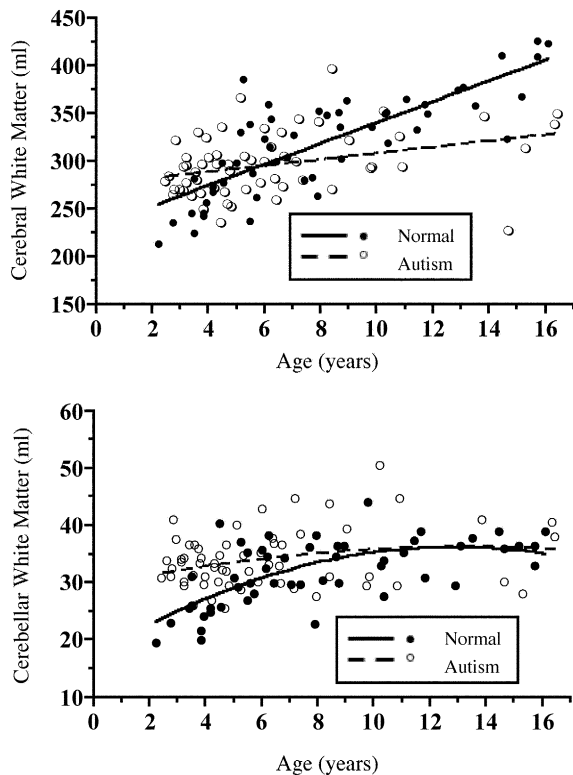 450
400
350
300
250
200
150
Cerebral White Matter (ml)
Normal
Autism
0 2 4 6 8 10 12 14 16
Age (years)
60
50
40
30
20
10
Cerebellar White Matter (ml)
Normal
Autism
0 2 4 6 8 10 12 14 16
Age (years)